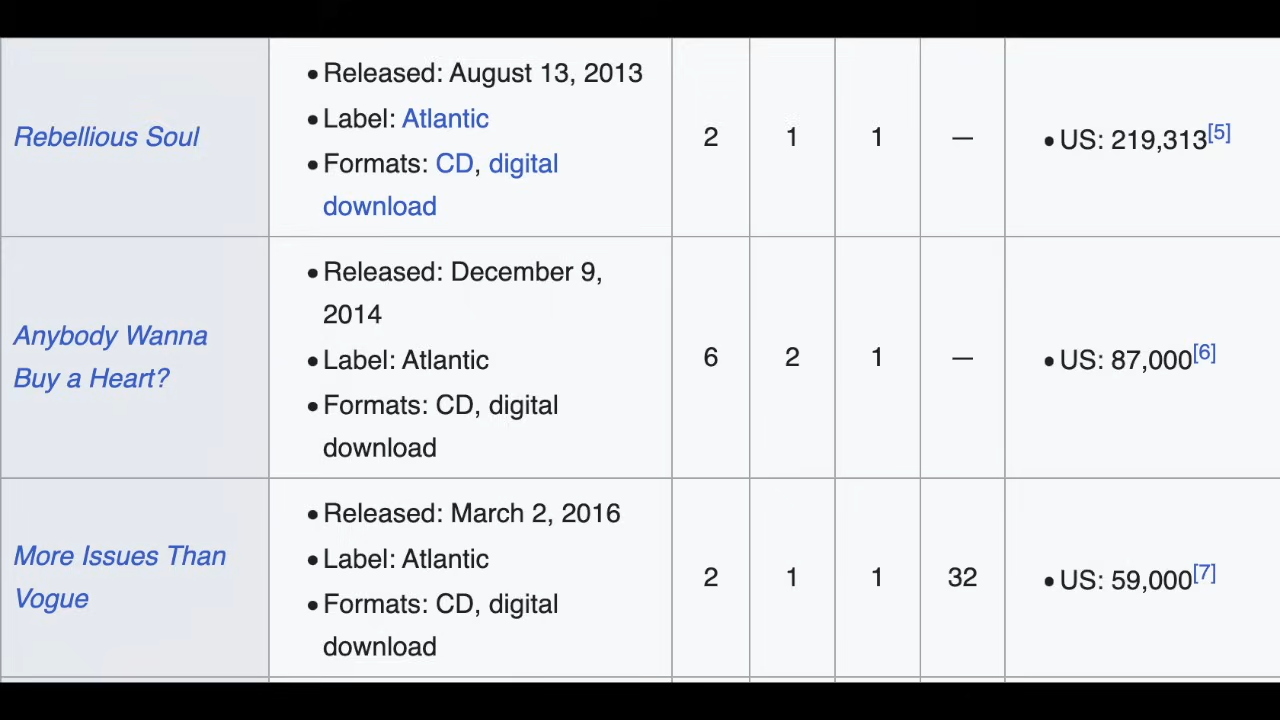 Rebellious Soul
• Released: August 13, 2013
• Label: Atlantic
• Formats: CD, digital
download
2
1
1
—
• US: 219,313[5]
Anybody Wanna
Buy a Heart?
• Released: December 9,
2014
• Label: Atlantic
• Formats: CD, digital
download
6
2
1
—
• US: 87,000[6]
More Issues Than
Vogue
• Released: March 2, 2016
• Label: Atlantic
• Formats: CD, digital
download
2
1
1
32
• US: 59,000[7]